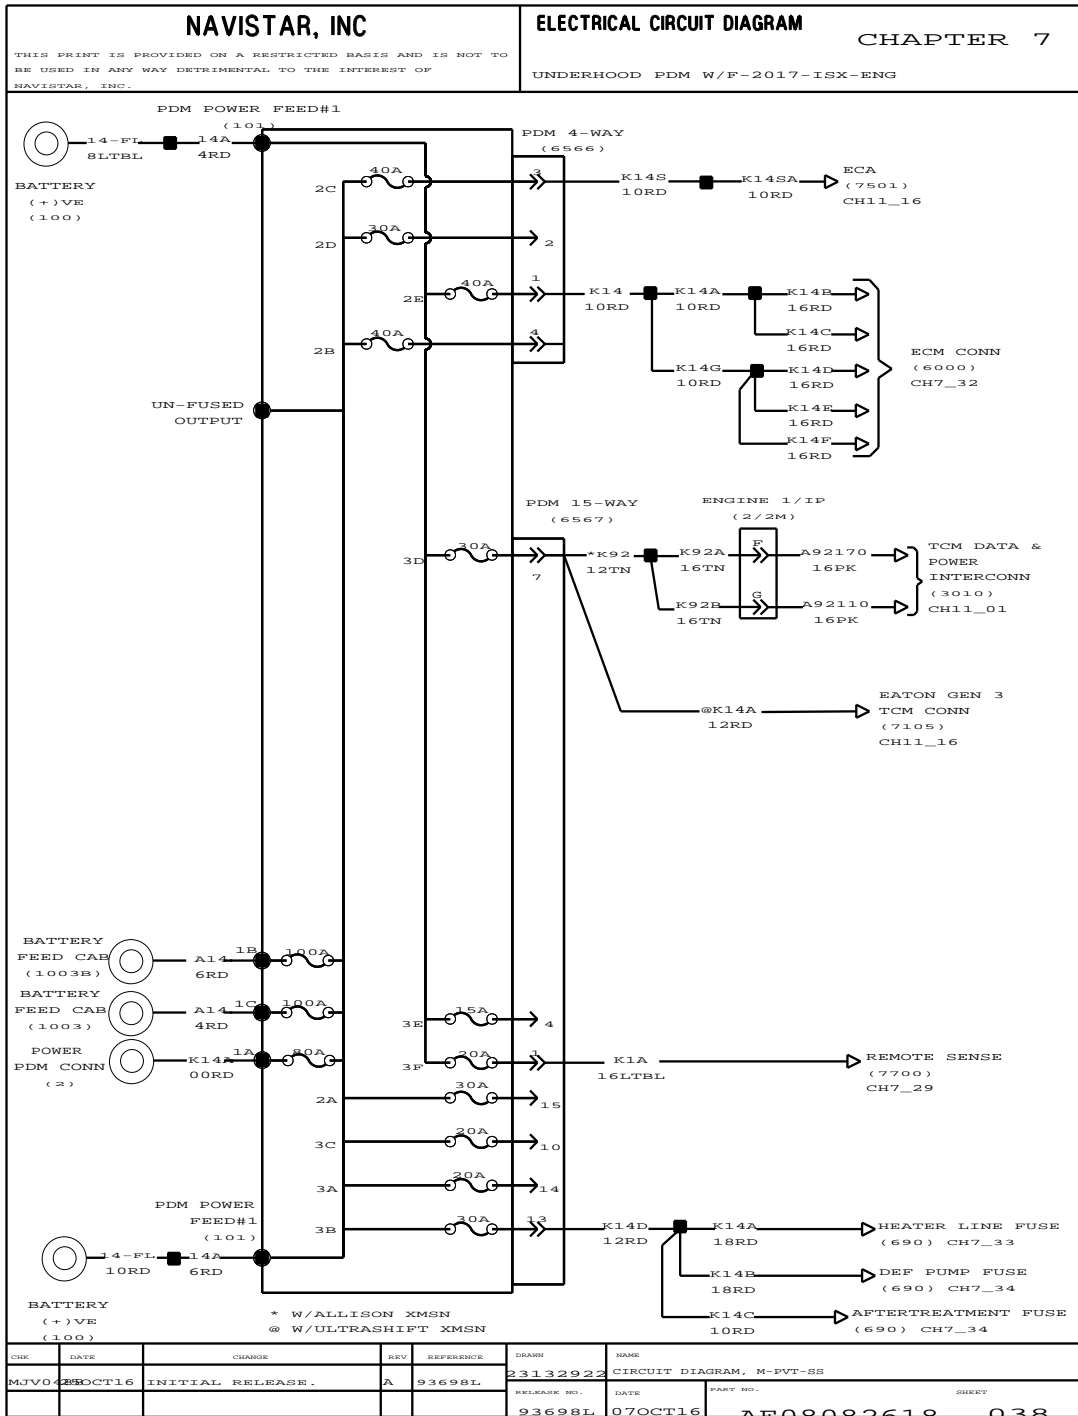 NAVISTAR, INC
THIS PRINT IS PROVIDED ON A RESTRICTED BASIS AND IS NOT TO
BE USED IN ANY WAY DETRIMENTAL TO THE INTEREST OF
NAVISTAR, INC.
ELECTRICAL CIRCUIT DIAGRAM
CHAPTER 7
UNDERHOOD PDM W/F-2017-ISX-ENG
PDM POWER FEED#1
(101)
14-FL
8LTBL
14A
4RD
BATTERY
(+)VE
(100)
PDM 4-WAY
(6566)
2C
40A
3
K14S
10RD
K14SA
10RD
ECA
(7501)
CH11_16
2D
30A
2
2E
40A
1
K14
10RD
K14A
10RD
K14B
16RD
K14C
16RD
2B
40A
4
K14G
10RD
K14D
16RD
K14E
16RD
K14F
16RD
ECM CONN
(6000)
CH7_32
UN-FUSED
OUTPUT
PDM 15-WAY
(6567)
ENGINE 1/IP
(2/2M)
3D
30A
7
*K92
12TN
K92A
16TN
F
A92170
16PK
K92B
16TN
G
A92110
16PK
TCM DATA &
POWER
INTERCONN
(3010)
CH11_01
@K14A
12RD
EATON GEN 3
TCM CONN
(7105)
CH11_16
BATTERY
FEED CAB
(1003B)
A14
6RD
1B
100A
BATTERY
FEED CAB
(1003)
A14
4RD
1C
100A
3E
15A
4
POWER
PDM CONN
(2)
K14A
00RD
1A
80A
3F
20A
1
K1A
16LTBL
REMOTE SENSE
(7700)
CH7_29
2A
30A
15
3C
20A
10
3A
20A
14
3B
30A
13
K14D
12RD
K14A
18RD
HEATER LINE FUSE
(690) CH7_33
K14B
18RD
DEF PUMP FUSE
(690) CH7_34
K14C
10RD
AFTERTREATMENT FUSE
(690) CH7_34
PDM POWER
FEED#1
(101)
14-FL
10RD
14A
6RD
BATTERY
(+)VE
(100)
* W/ALLISON XMSN
@ W/ULTRASHIFT XMSN
CHK DATE CHANGE REV REFERENCE
INITIAL RELEASE. A 93698L
DRAWN
23132922
NAME
CIRCUIT DIAGRAM, M-PVT-SS
RELEASE NO.
93698L
DATE
07OCT16
PART NO.
SHEET
AF08082618 038